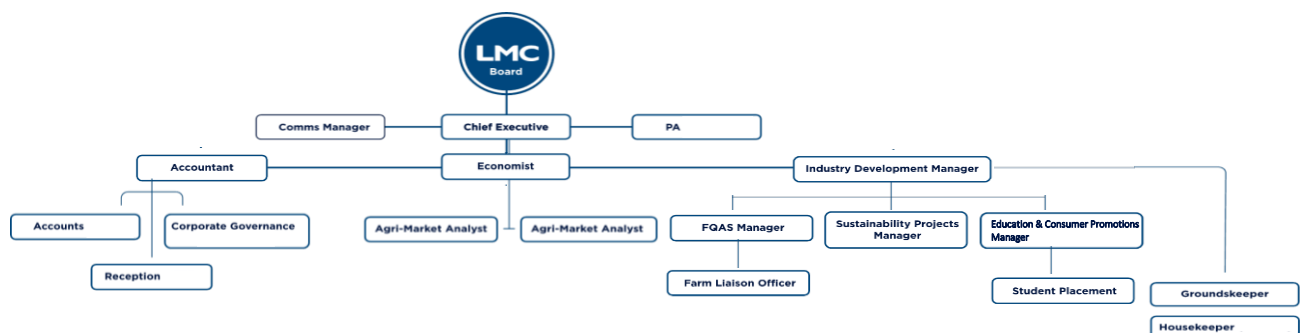 LMC
Board
Comms Manager
Chief Executive
PA
Accountant
Economist
Industry Development Manager
Accounts
Corporate Governance
Agri-Market Analyst
Agri-Market Analyst
FQAS Manager
Sustainability Projects
Manager
Education & Consumer Promotions
Manager
Reception
Farm Liaison Officer
Student Placement
Groundskeeper
Housekeeper